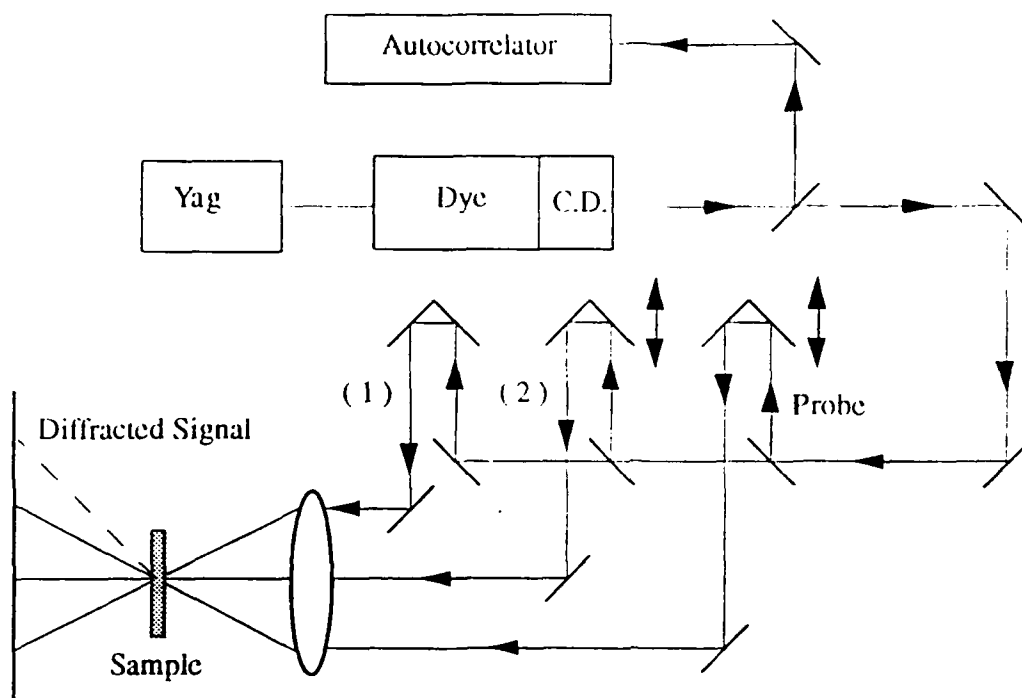 Autocorrelator
Yag
Dye
C.D.
(1)
(2)
Probe
Diffracted Signal
Sample